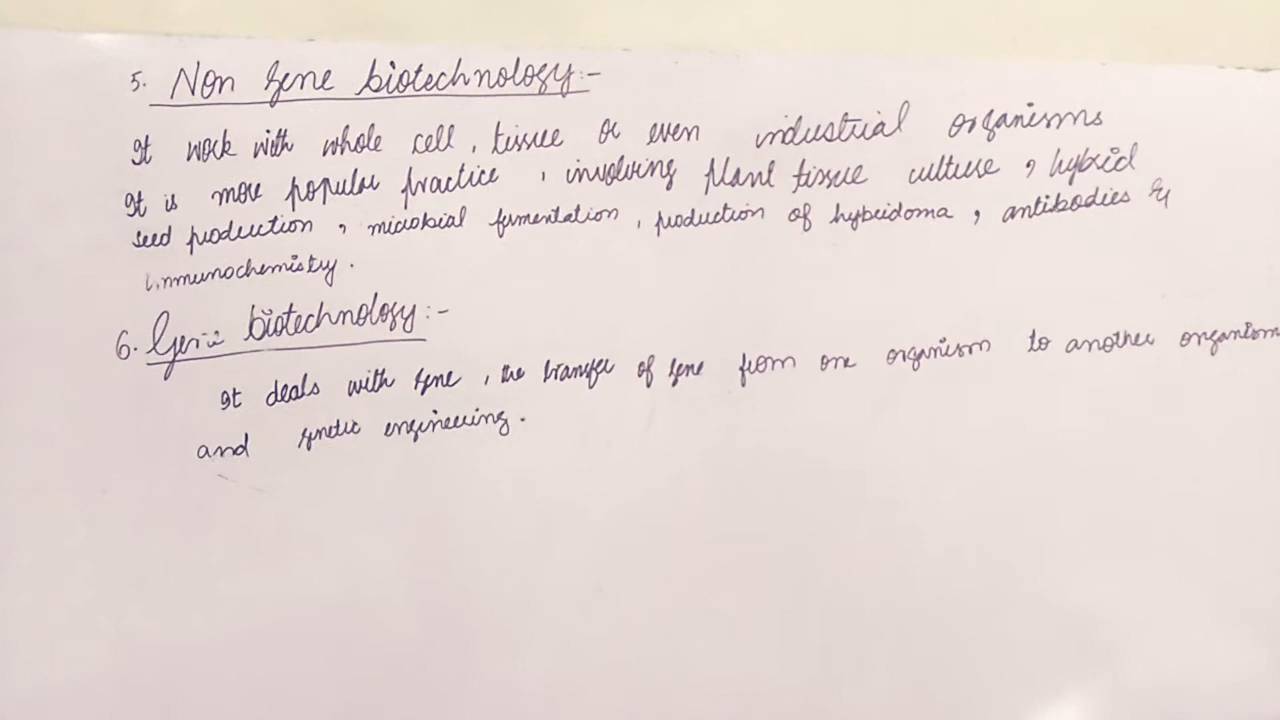 5. Non Gene biotechnology:-
It work with whole cell, tissue or even industrial organisms
It is more popular practice, involving plant tissue culture, hybrid
seed production, microbial fermentation, production of hybridoma, antibodies &
immunochemistry.
6. Gene biotechnology:-
It deals with gene, the transfer of gene from one organism to another organism
and genetic engineering.